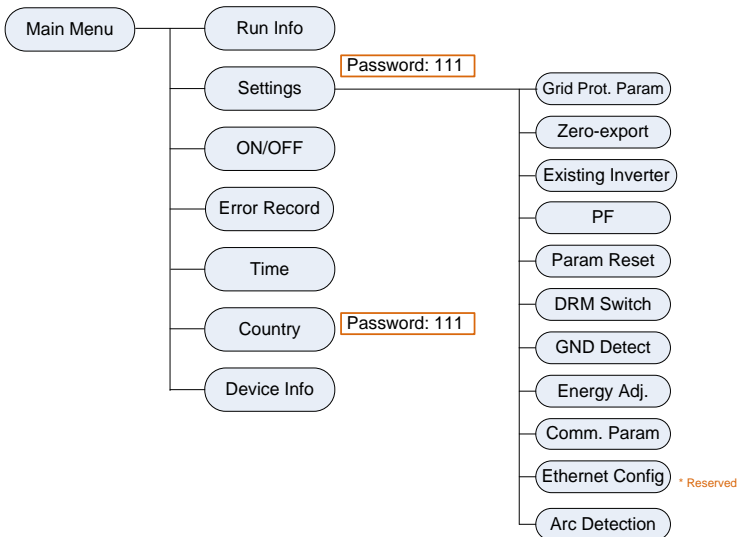 Main Menu
Run Info
Password: 111
Settings
Grid Prot. Param
Zero-export
ON/OFF
Existing Inverter
Error Record
PF
Time
Param Reset
DRM Switch
Country
Password: 111
GND Detect
Device Info
Energy Adj.
Comm. Param
Ethernet Config
* Reserved
Arc Detection